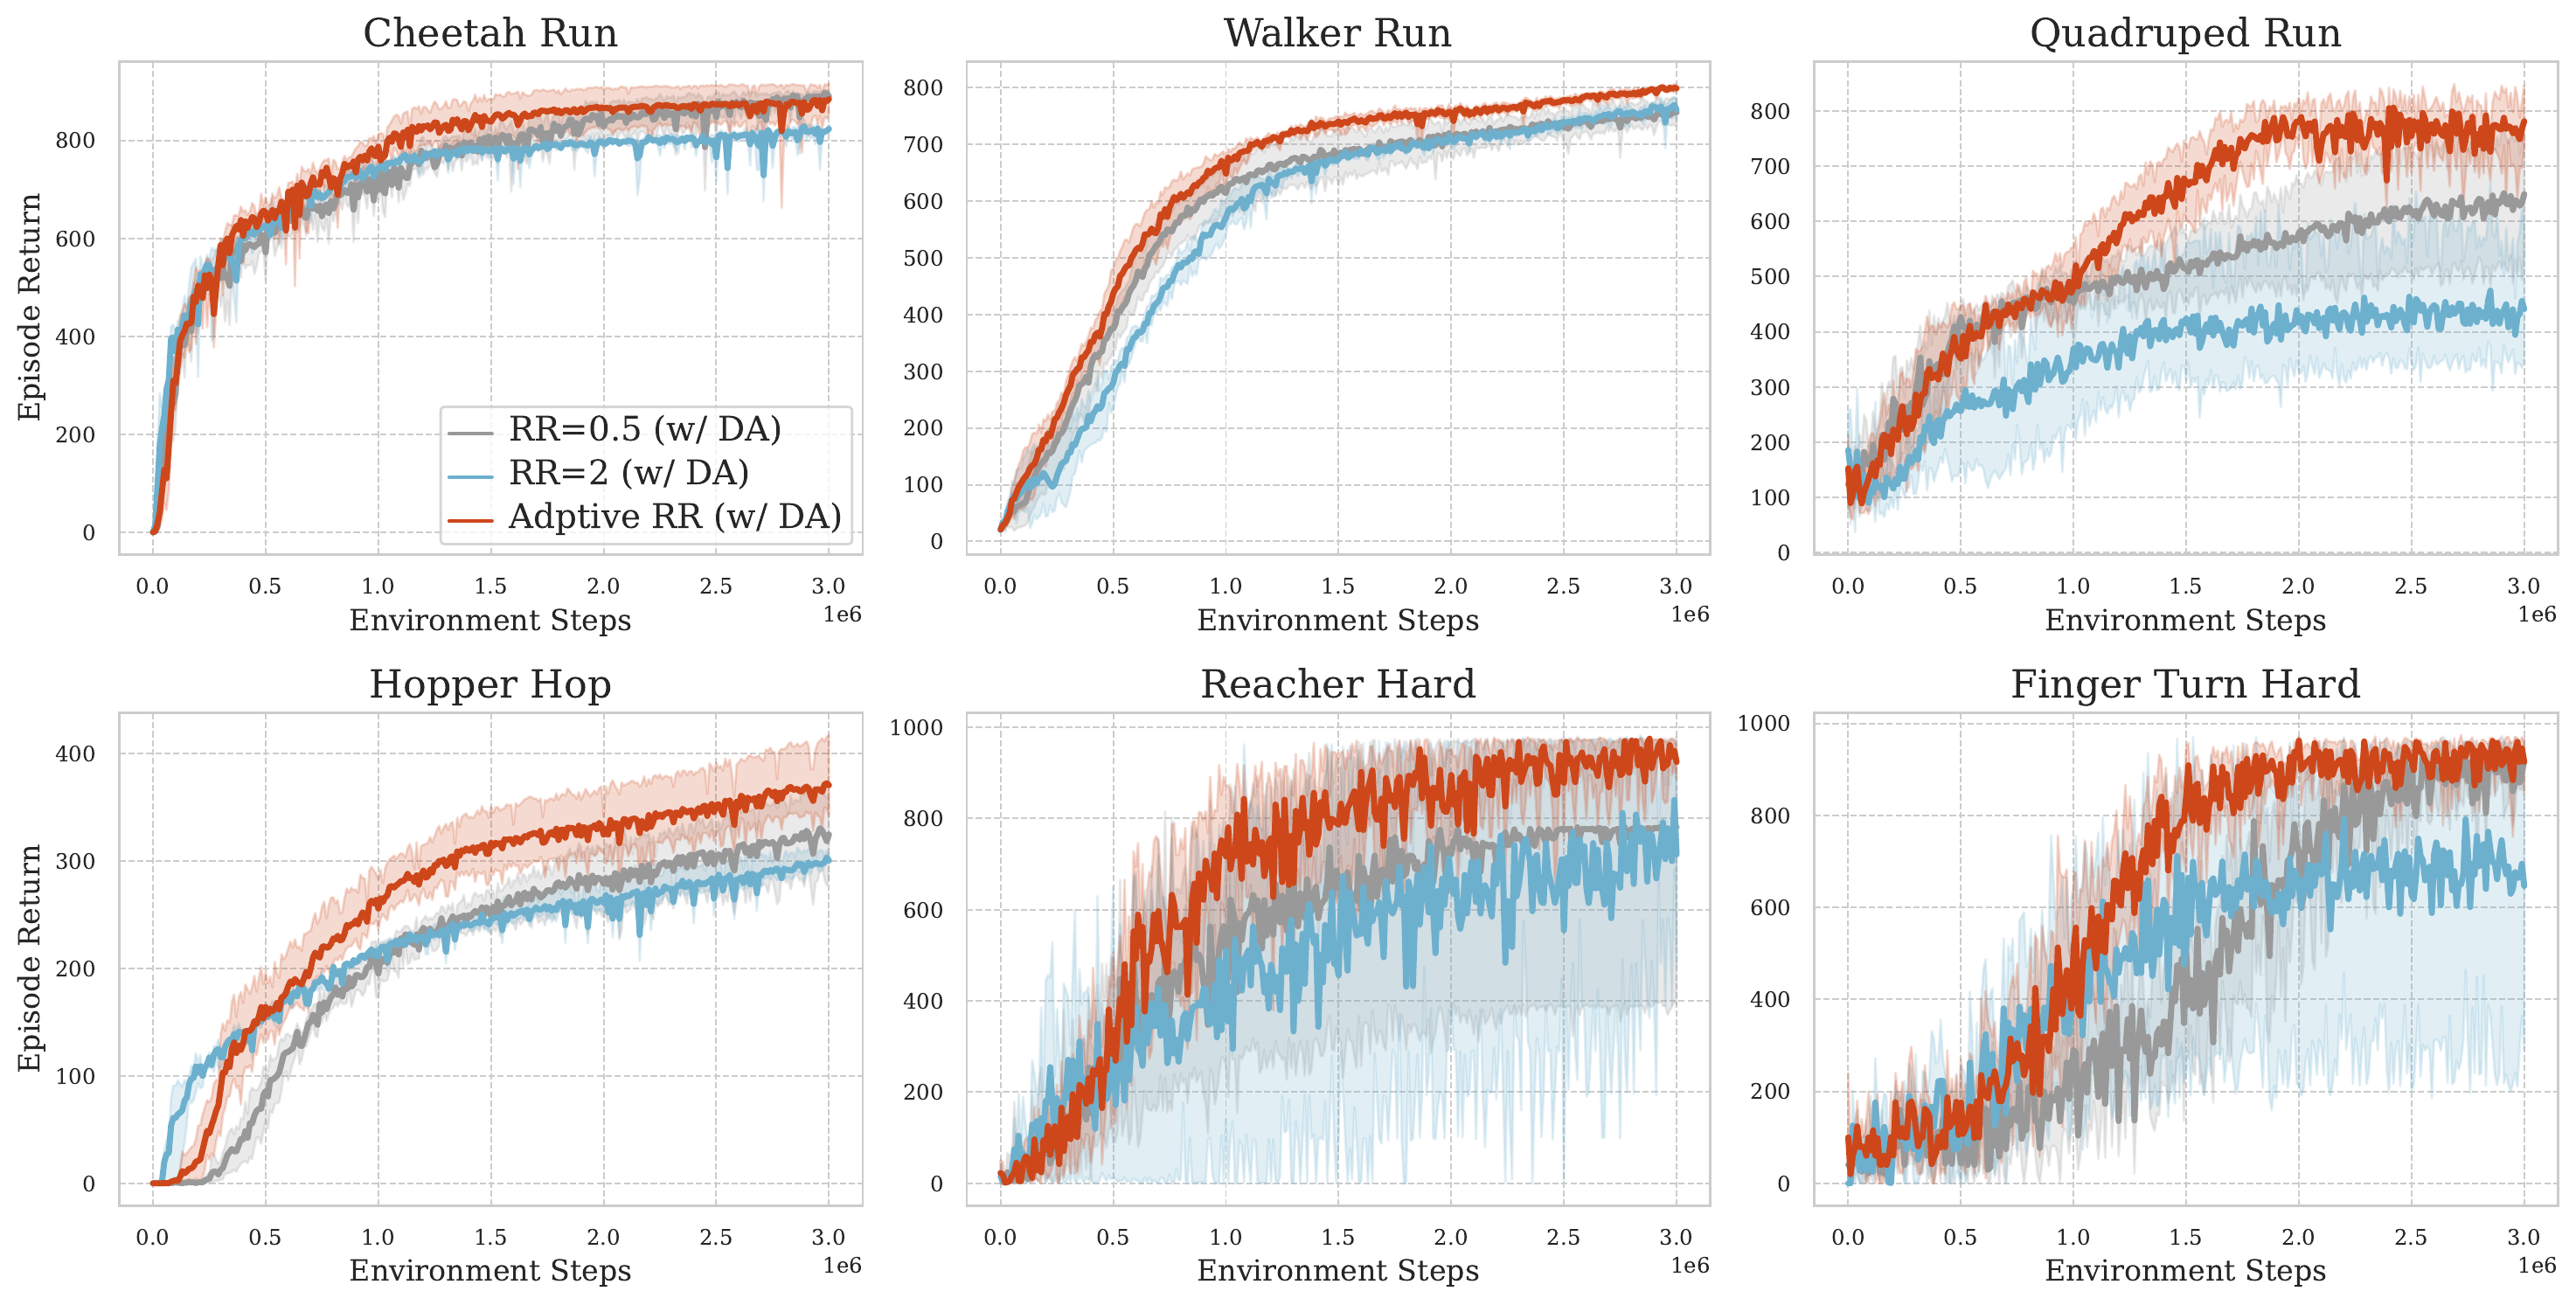 Cheetah Run
Episode Return
800
600
400
200
0
RR=0.5 (w/ DA)
RR=2 (w/ DA)
Adptive RR (w/ DA)
0.0 0.5 1.0 1.5 2.0 2.5 3.0
1e6
Environment Steps
Walker Run
800
700
600
500
400
300
200
100
0
0.0 0.5 1.0 1.5 2.0 2.5 3.0
1e6
Environment Steps
Quadruped Run
800
700
600
500
400
300
200
100
0
0.0 0.5 1.0 1.5 2.0 2.5 3.0
1e6
Environment Steps
Hopper Hop
Episode Return
400
300
200
100
0
0.0 0.5 1.0 1.5 2.0 2.5 3.0
1e6
Environment Steps
Reacher Hard
1000
800
600
400
200
0
0.0 0.5 1.0 1.5 2.0 2.5 3.0
1e6
Environment Steps
Finger Turn Hard
1000
800
600
400
200
0
0.0 0.5 1.0 1.5 2.0 2.5 3.0
1e6
Environment Steps